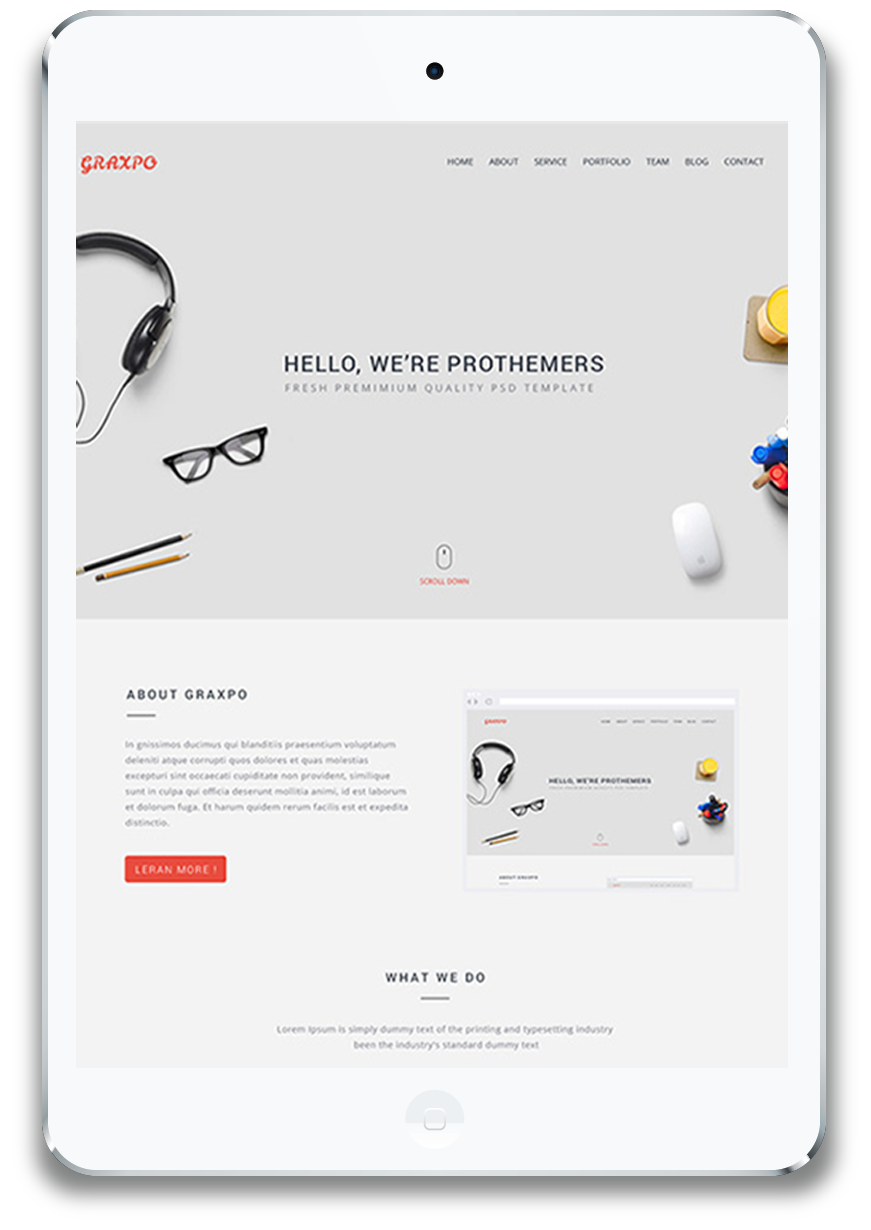 GRAXPO
HOME ABOUT SERVICE PORTFOLIO TEAM BLOG CONTACT
HELLO, WE'RE PROTHEMERS
FRESH PREMIMIUM QUALITY PSD TEMPLATE
SCROLL DOWN
ABOUT GRAXPO
In gnissimos ducimus qui blanditiis praesentium voluptatum
deleniti atque corrupti quos dolores et quas molestias
excepturi sint occaecati cupiditate non provident, similique
sunt in culpa qui officia deserunt mollitia animi, id est laborum
et dolorum fuga. Et harum quidem rerum facilis est et expedita
distinctio.
LERAN MORE !
GRAXPO
HOME ABOUT SERVICE PORTFOLIO TEAM BLOG CONTACT
HELLO, WE'RE PROTHEMERS
FRESH PREMIMIUM QUALITY PSD TEMPLATE
ABOUT GRAXPO
WHAT WE DO
Lorem Ipsum is simply dummy text of the printing and typesetting industry
been the industry's standard dummy text